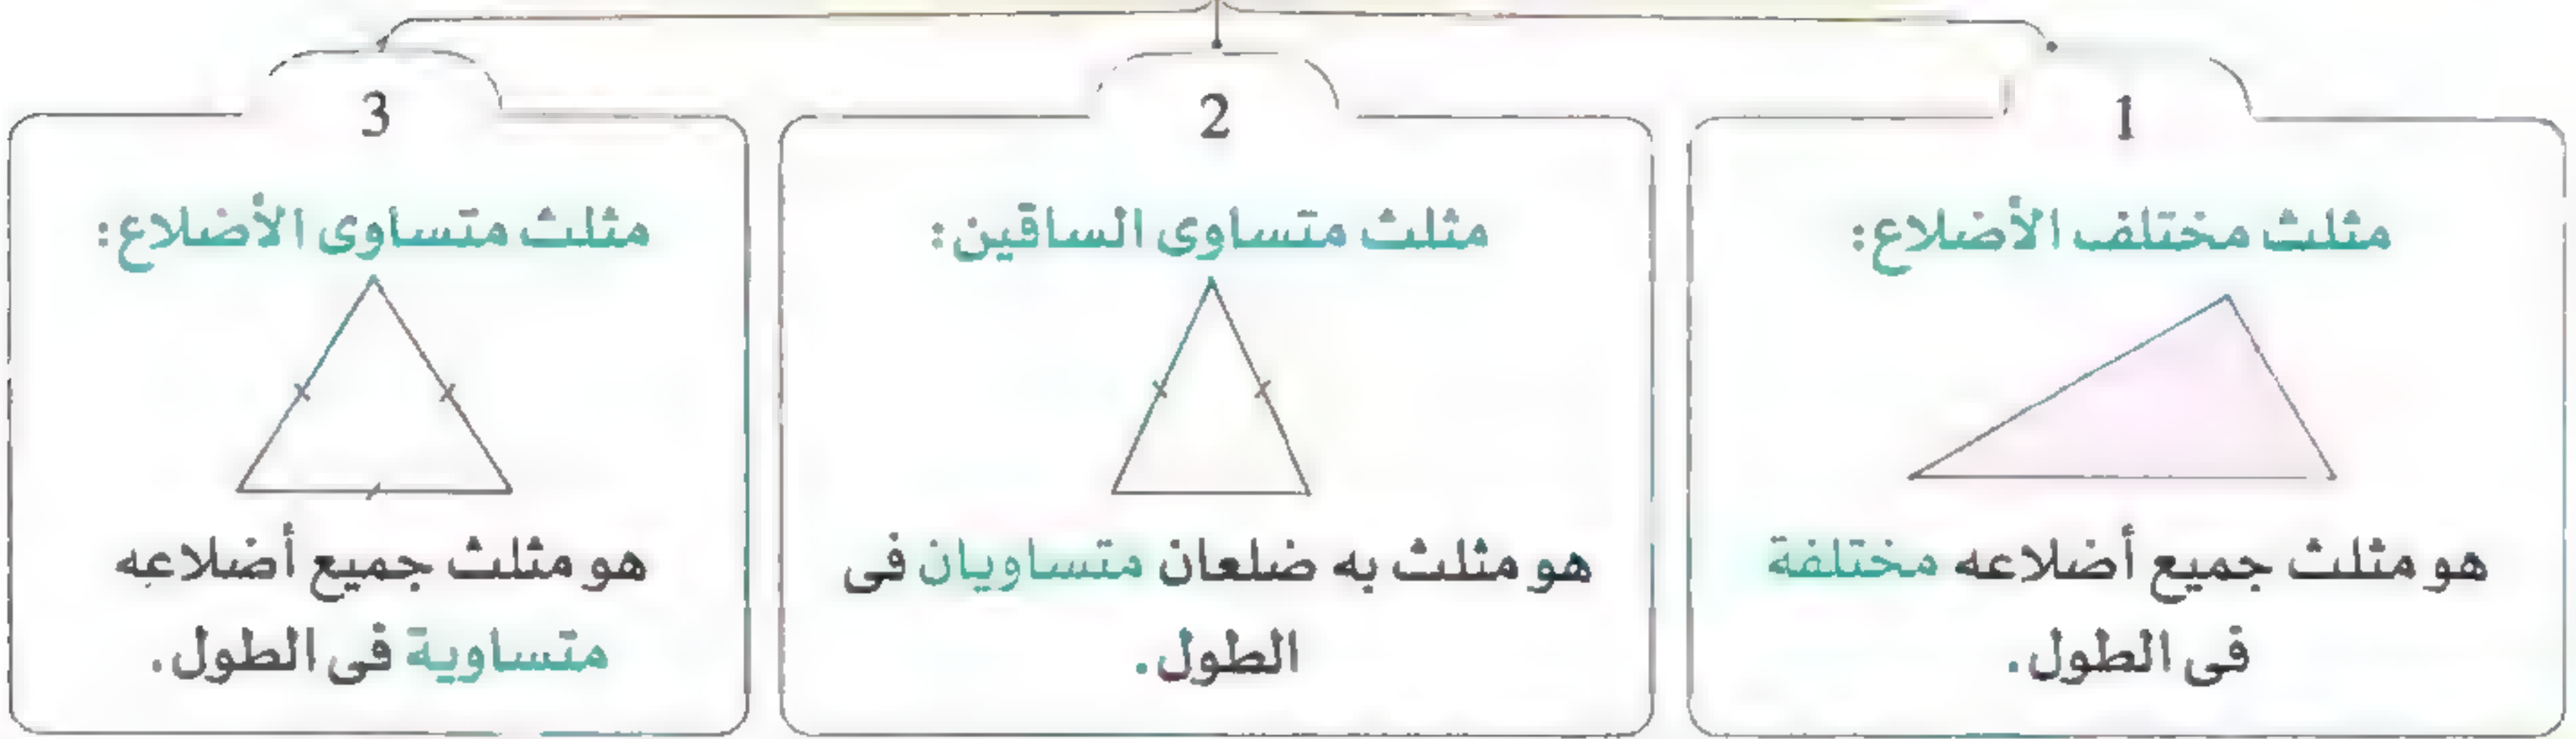 1
مثلث مختلف الأضلاع:
هو مثلث جميع أضلاعه مختلفة
فى الطول.
2
مثلث متساوى الساقين:
هو مثلث به ضلعان متساويان فى
الطول.
3
مثلث متساوى الأضلاع:
هو مثلث جميع أضلاعه
متساوية فى الطول.